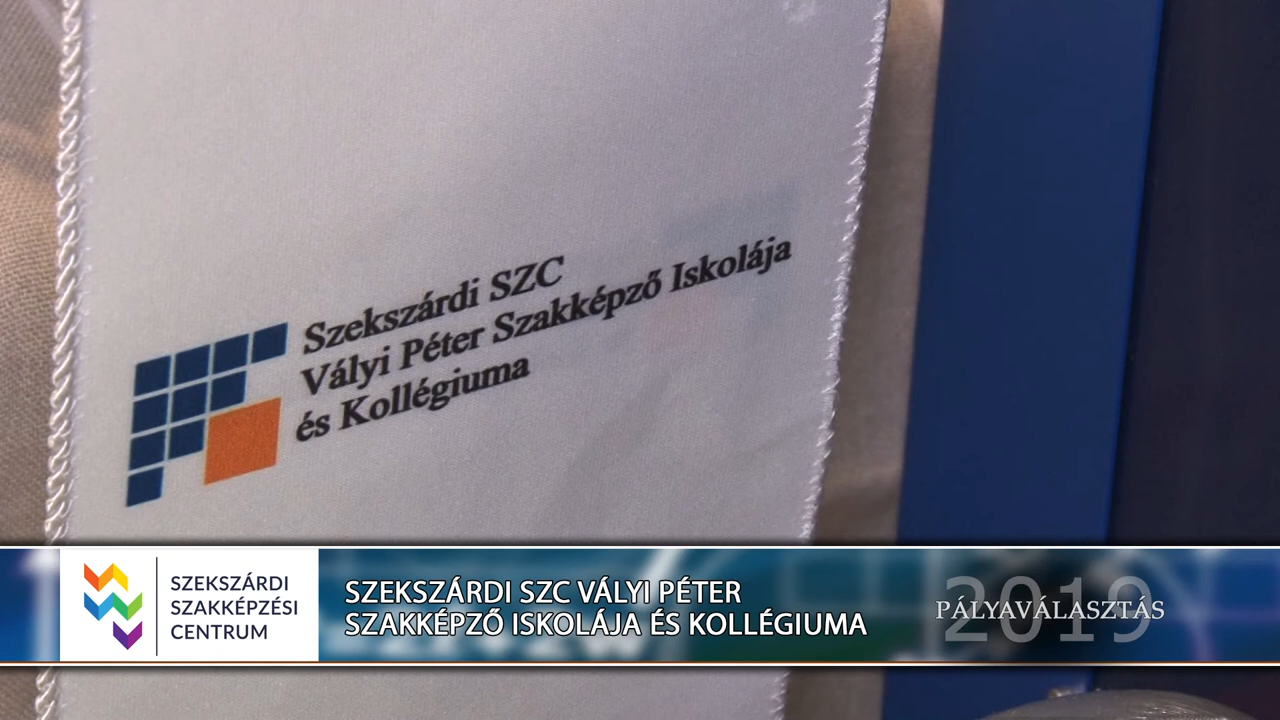 Szekszárdi SZC
Vályi Péter Szakképző Iskolája
és Kollégiuma
SZEKSZÁRDI
SZAKKÉPZÉSI
CENTRUM
SZEKSZÁRDI SZC VÁLYI PÉTER
SZAKKÉPZŐ ISKOLÁJA ÉS KOLLÉGIUMA
2019
PÁLYAVÁLASZTÁS